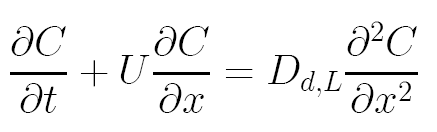 ∂C/∂t + U ∂C/∂x = D_{d,L} ∂²C/∂x²